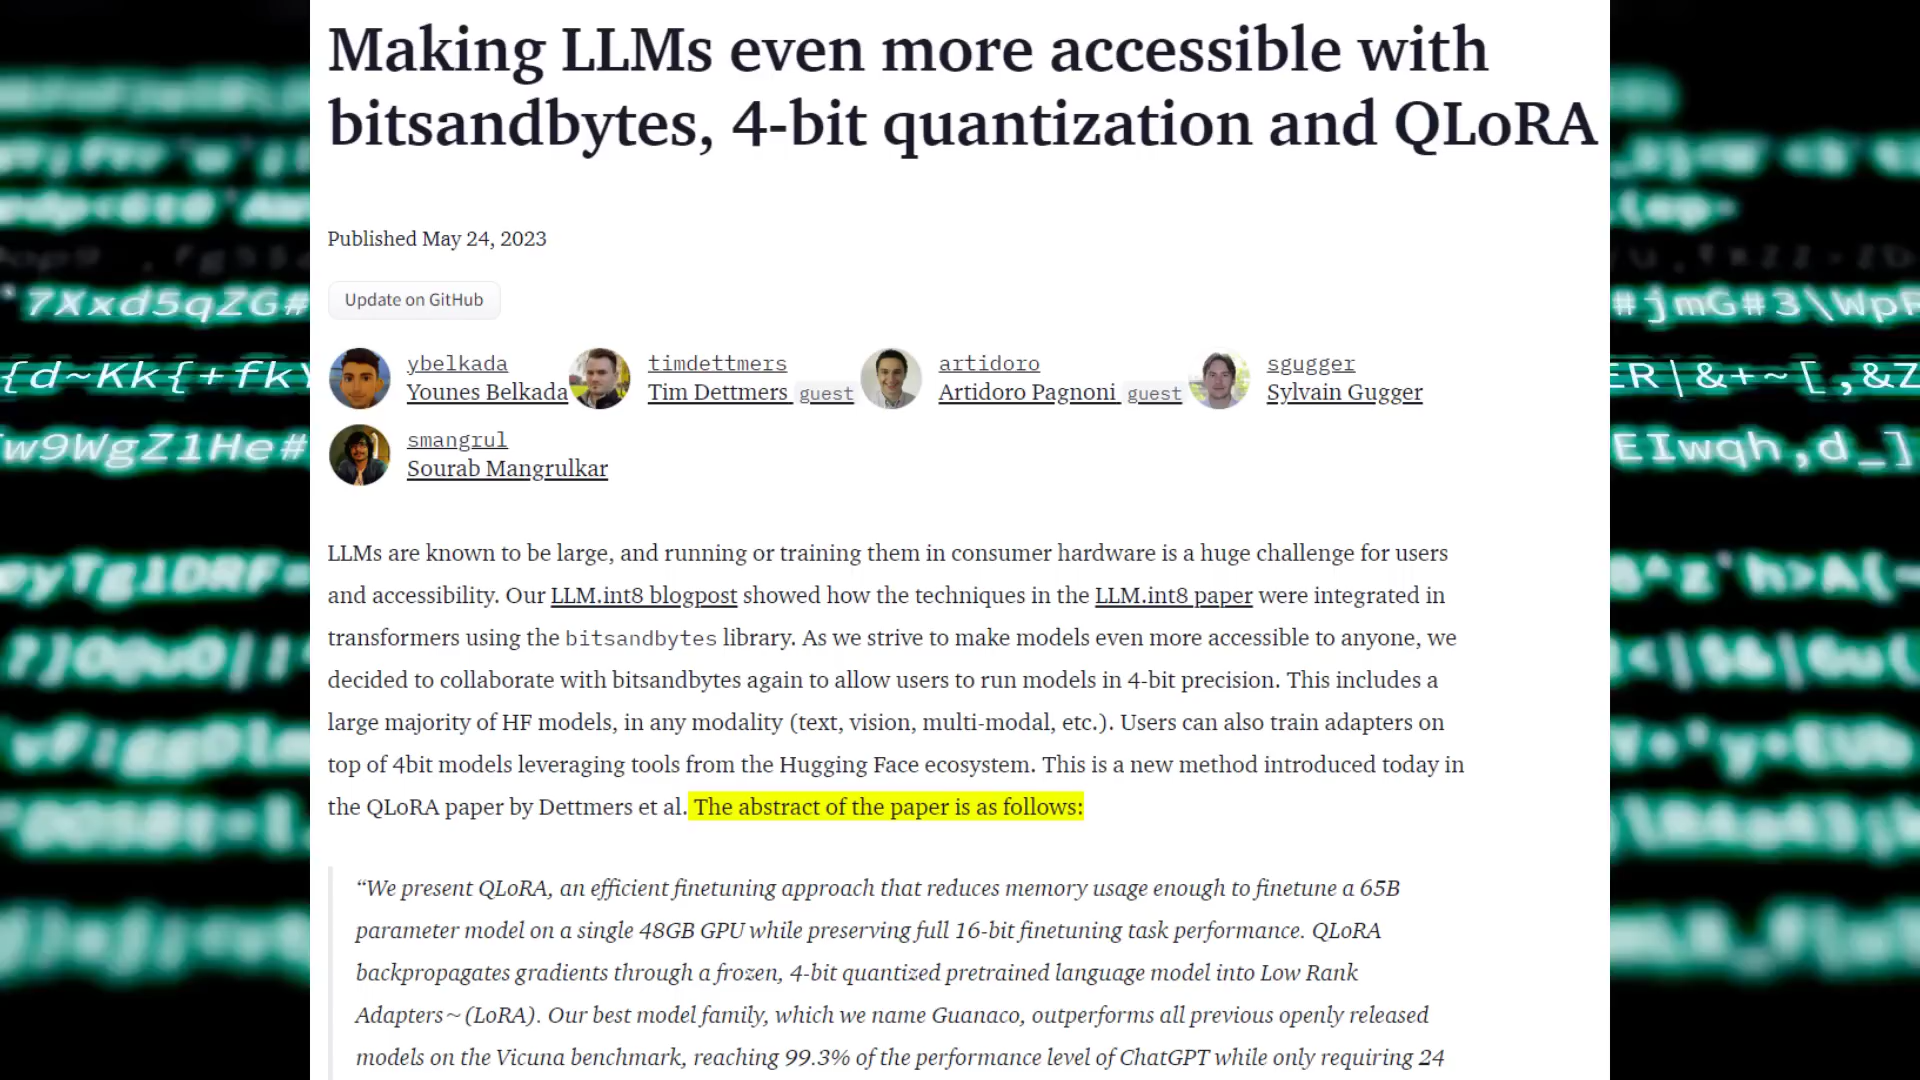 Making LLMs even more accessible with
bitsandbytes, 4-bit quantization and QLoRA
Published May 24, 2023
Update on GitHub
ybelkada
Younes Belkada
timdettmers
Tim Dettmers guest
artidoro
Artidoro Pagnoni guest
sgugger
Sylvain Gugger
smangrul
Sourab Mangrulkar
LLMs are known to be large, and running or training them in consumer hardware is a huge challenge for users
and accessibility. Our LLM.int8 blogpost showed how the techniques in the LLM.int8 paper were integrated in
transformers using the bitsandbytes library. As we strive to make models even more accessible to anyone, we
decided to collaborate with bitsandbytes again to allow users to run models in 4-bit precision. This includes a
large majority of HF models, in any modality (text, vision, multi-modal, etc.). Users can also train adapters on
top of 4bit models leveraging tools from the Hugging Face ecosystem. This is a new method introduced today in
the QLoRA paper by Dettmers et al. The abstract of the paper is as follows:
“We present QLoRA, an efficient finetuning approach that reduces memory usage enough to finetune a 65B
parameter model on a single 48GB GPU while preserving full 16-bit finetuning task performance. QLoRA
backpropagates gradients through a frozen, 4-bit quantized pretrained language model into Low Rank
Adapters~(LoRA). Our best model family, which we name Guanaco, outperforms all previous openly released
models on the Vicuna benchmark, reaching 99.3% of the performance level of ChatGPT while only requiring 24
7Xxd5qZG#
#jmG#3\WpF
{d~Kk{+fk
ER|&+~[,&Z
w9WgZ1He#
EIwqh,d_]